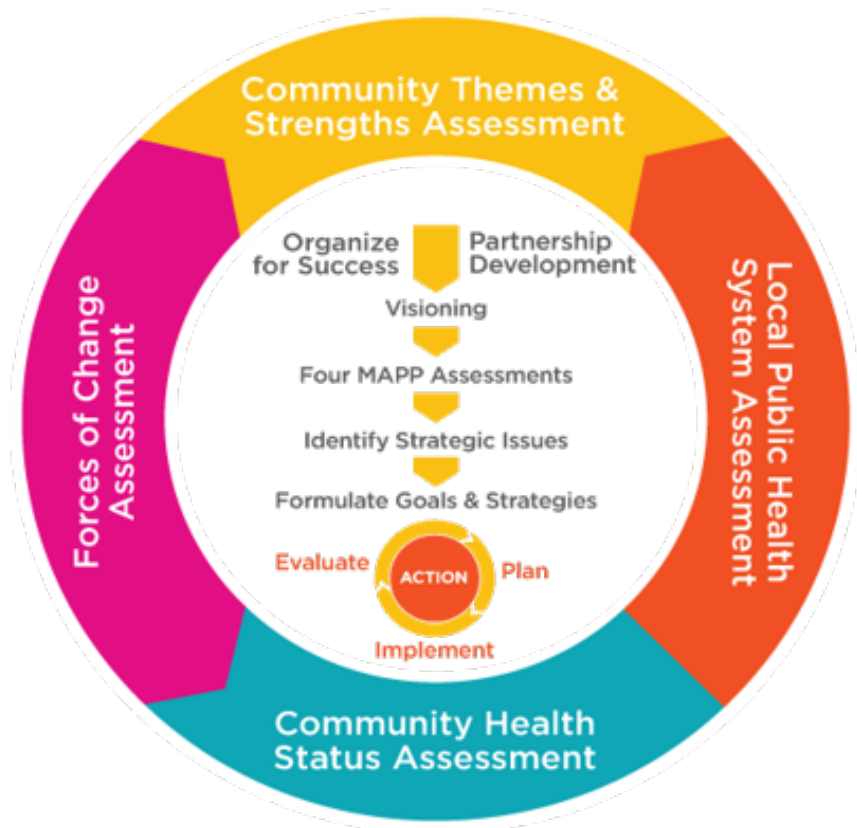 Community Themes &
Strengths Assessment
Organize
for Success
Partnership
Development
Visioning
Four MAPP Assessments
Identify Strategic Issues
Formulate Goals & Strategies
Evaluate
ACTION
Plan
Implement
Forces of Change
Assessment
Local Public Health
System Assessment
Community Health
Status Assessment